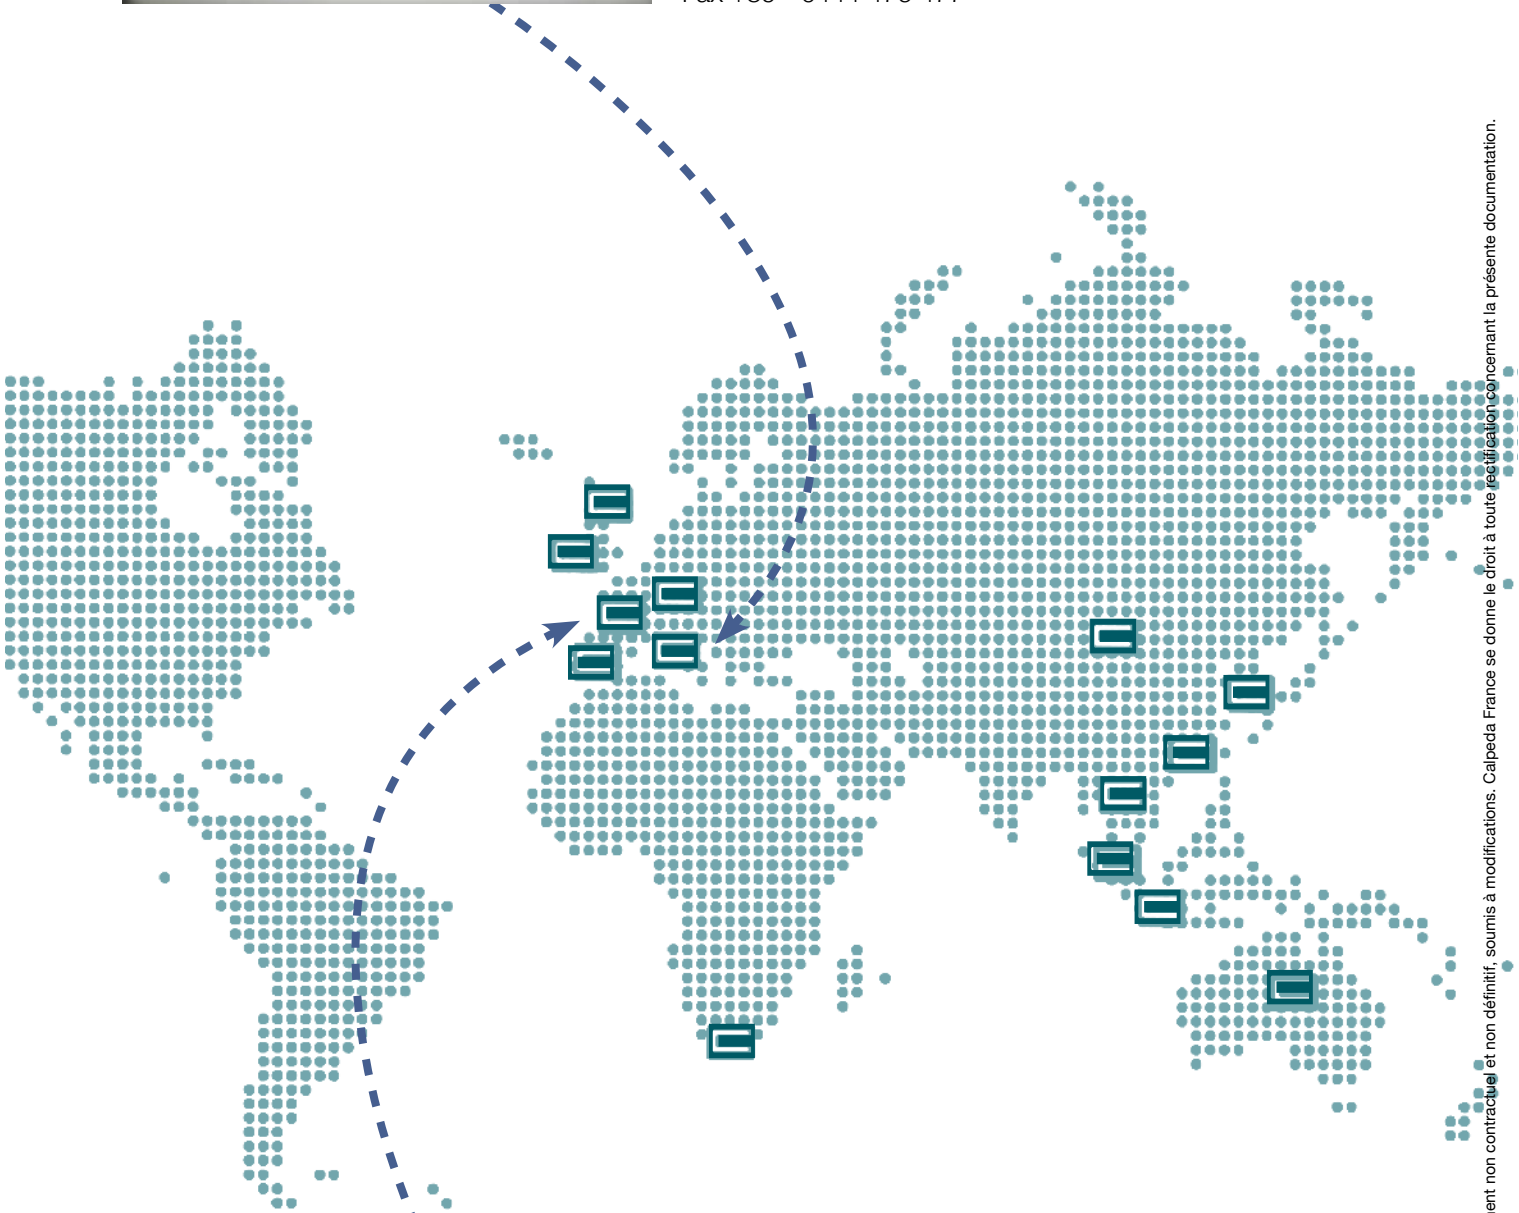 ent non contractuel et non définitif, soumis à modifications. Calpeda France se donne le droit à toute rectification concernant la présente documentation.